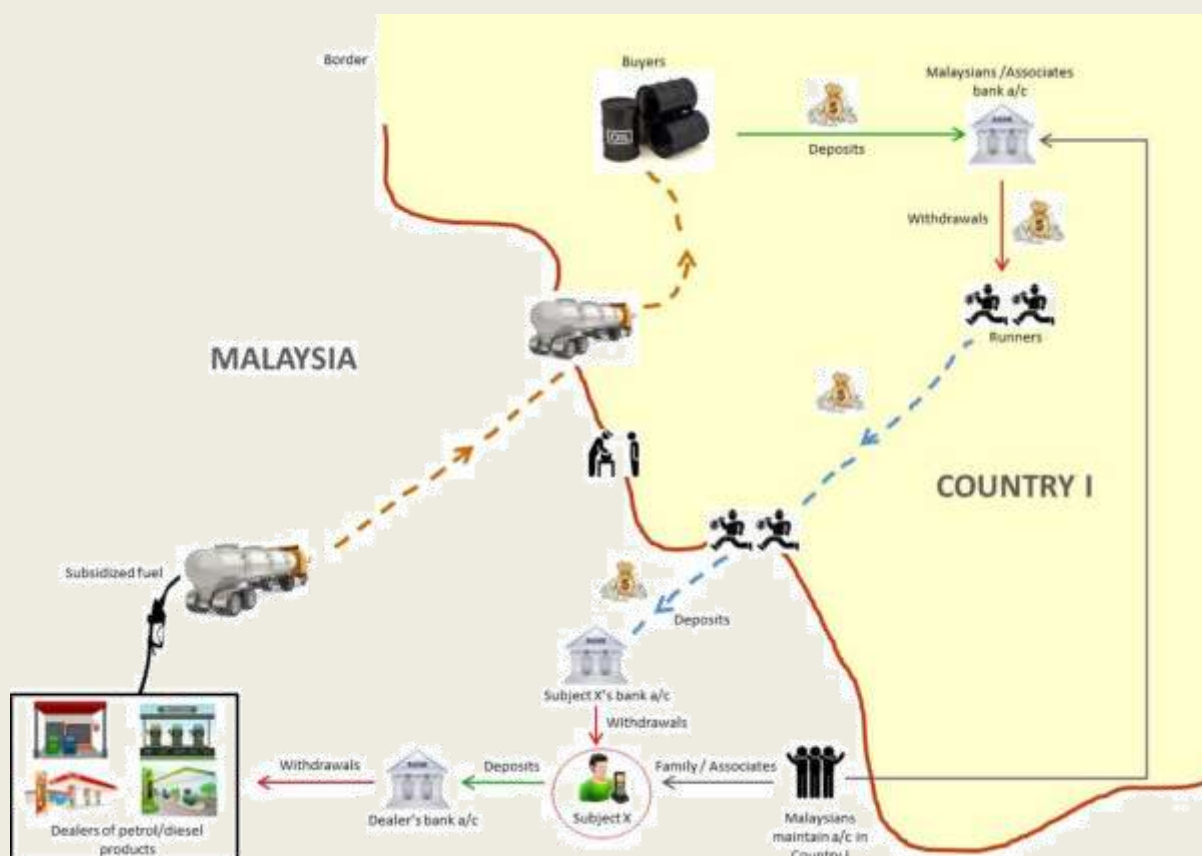 Border
Buyers
Malaysians /Associates
bank a/c
Deposits
Withdrawals
Runners
MALAYSIA
COUNTRY I
Subsidized fuel
Deposits
Subject X's bank a/c
Withdrawals
Withdrawals
Deposits
Family / Associates
Dealer's bank a/c
Subject X
Malaysians
maintain a/c in
Country I
Dealers of petrol/diesel
products